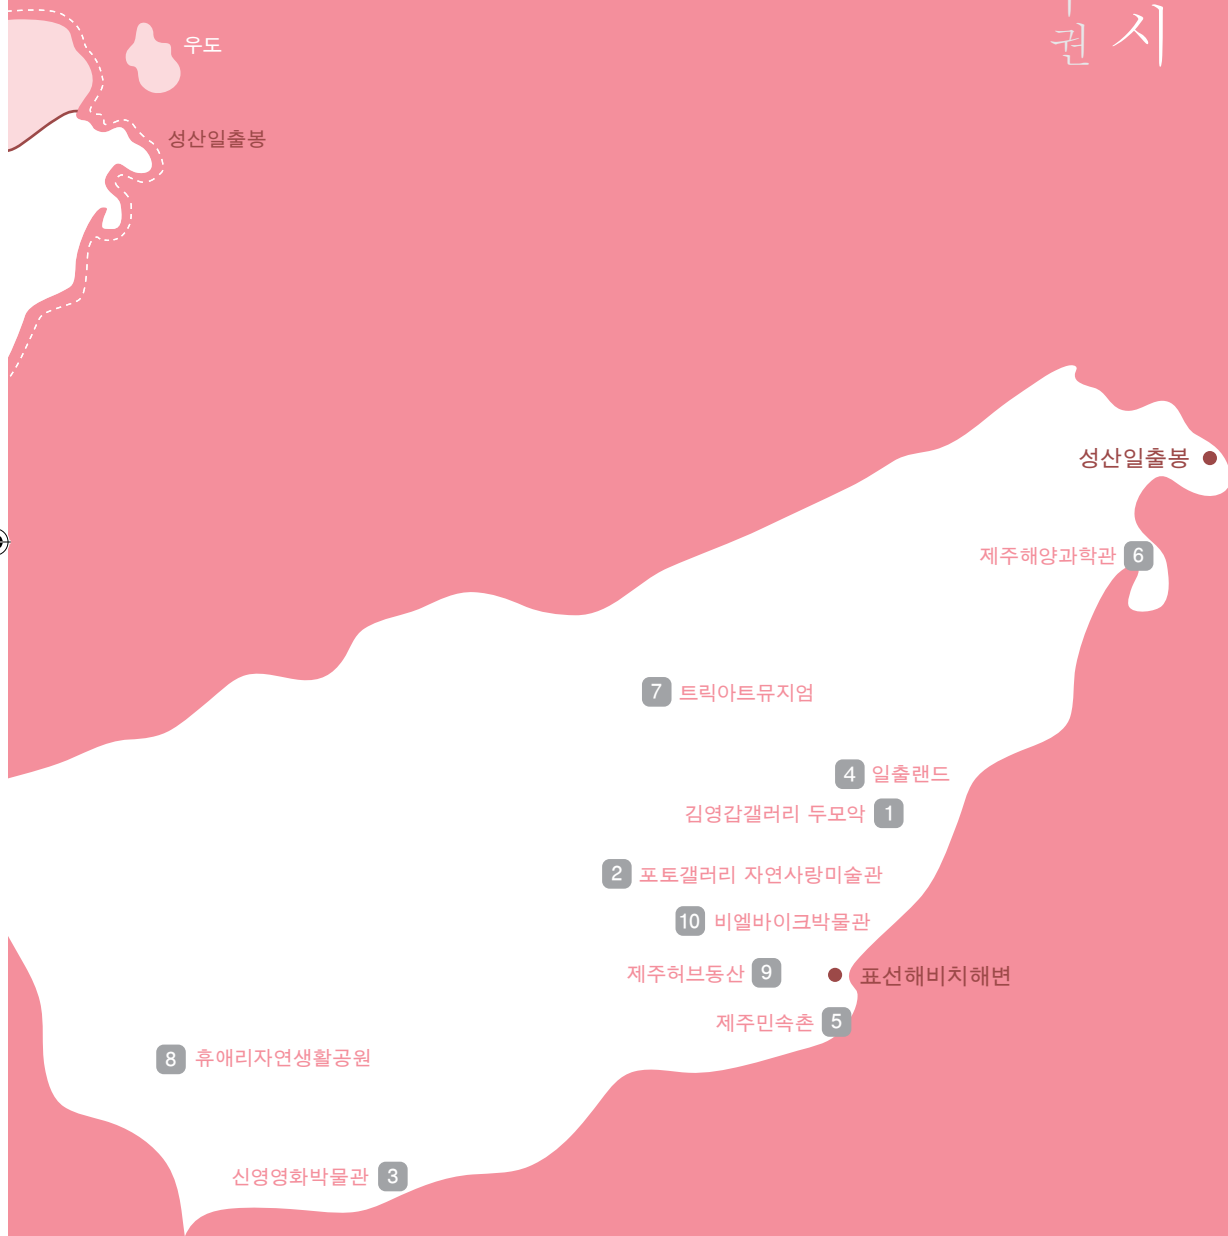 우도
시
권
성산일출봉
성산일출봉
제주해양과학관 6
7 트릭아트뮤지엄
4 일출랜드
김영갑갤러리 두모악 1
2 포토갤러리 자연사랑미술관
10 비엘바이크박물관
제주허브동산 9
표선해비치해변
제주민속촌 5
8 휴애리자연생활공원
신영영화박물관 3